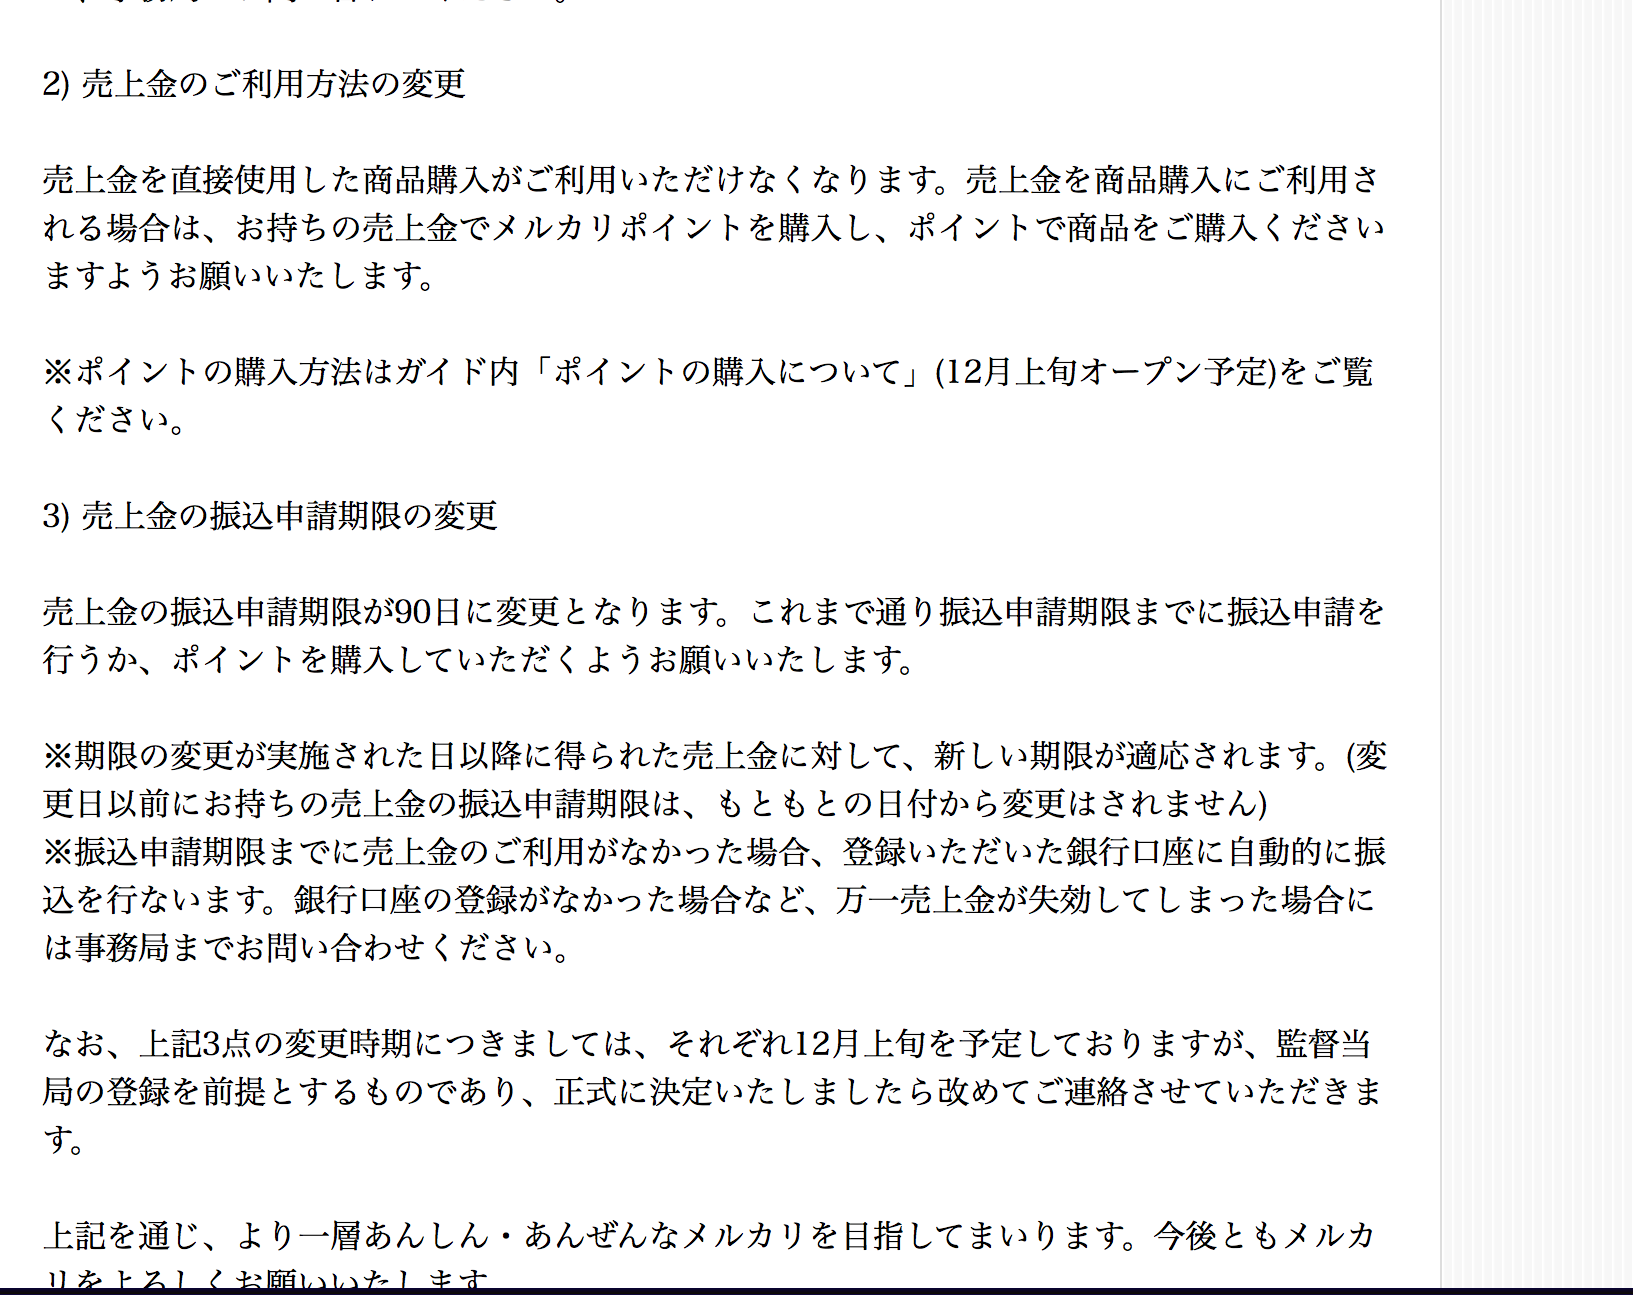 2) 売上金のご利用方法の変更
売上金を直接使用した商品購入がご利用いただけなくなります。売上金を商品購入にご利用さ
れる場合は、お持ちの売上金でメルカリポイントを購入し、ポイントで商品をご購入ください
ますようお願いいたします。
※ポイントの購入方法はガイド内「ポイントの購入について」(12月上旬オープン予定)をご覧
ください。
3) 売上金の振込申請期限の変更
売上金の振込申請期限が90日に変更となります。これまで通り振込申請期限までに振込申請を
行うか、ポイントを購入していただくようお願いいたします。
※期限の変更が実施された日以降に得られた売上金に対して、新しい期限が適応されます。(変
更日以前にお持ちの売上金の振込申請期限は、もともとの日付から変更はされません)
※振込申請期限までに売上金のご利用がなかった場合、登録いただいた銀行口座に自動的に振
込を行ないます。銀行口座の登録がなかった場合など、万一売上金が失効してしまった場合に
は事務局までお問い合わせください。
なお、上記3点の変更時期につきましては、それぞれ12月上旬を予定しておりますが、監督当
局の登録を前提とするものであり、正式に決定いたしましたら改めてご連絡させていただきま
す。
上記を通じ、より一層あんしん・あんぜんなメルカリを目指してまいります。今後ともメルカ
リをよろしくお願いいたします